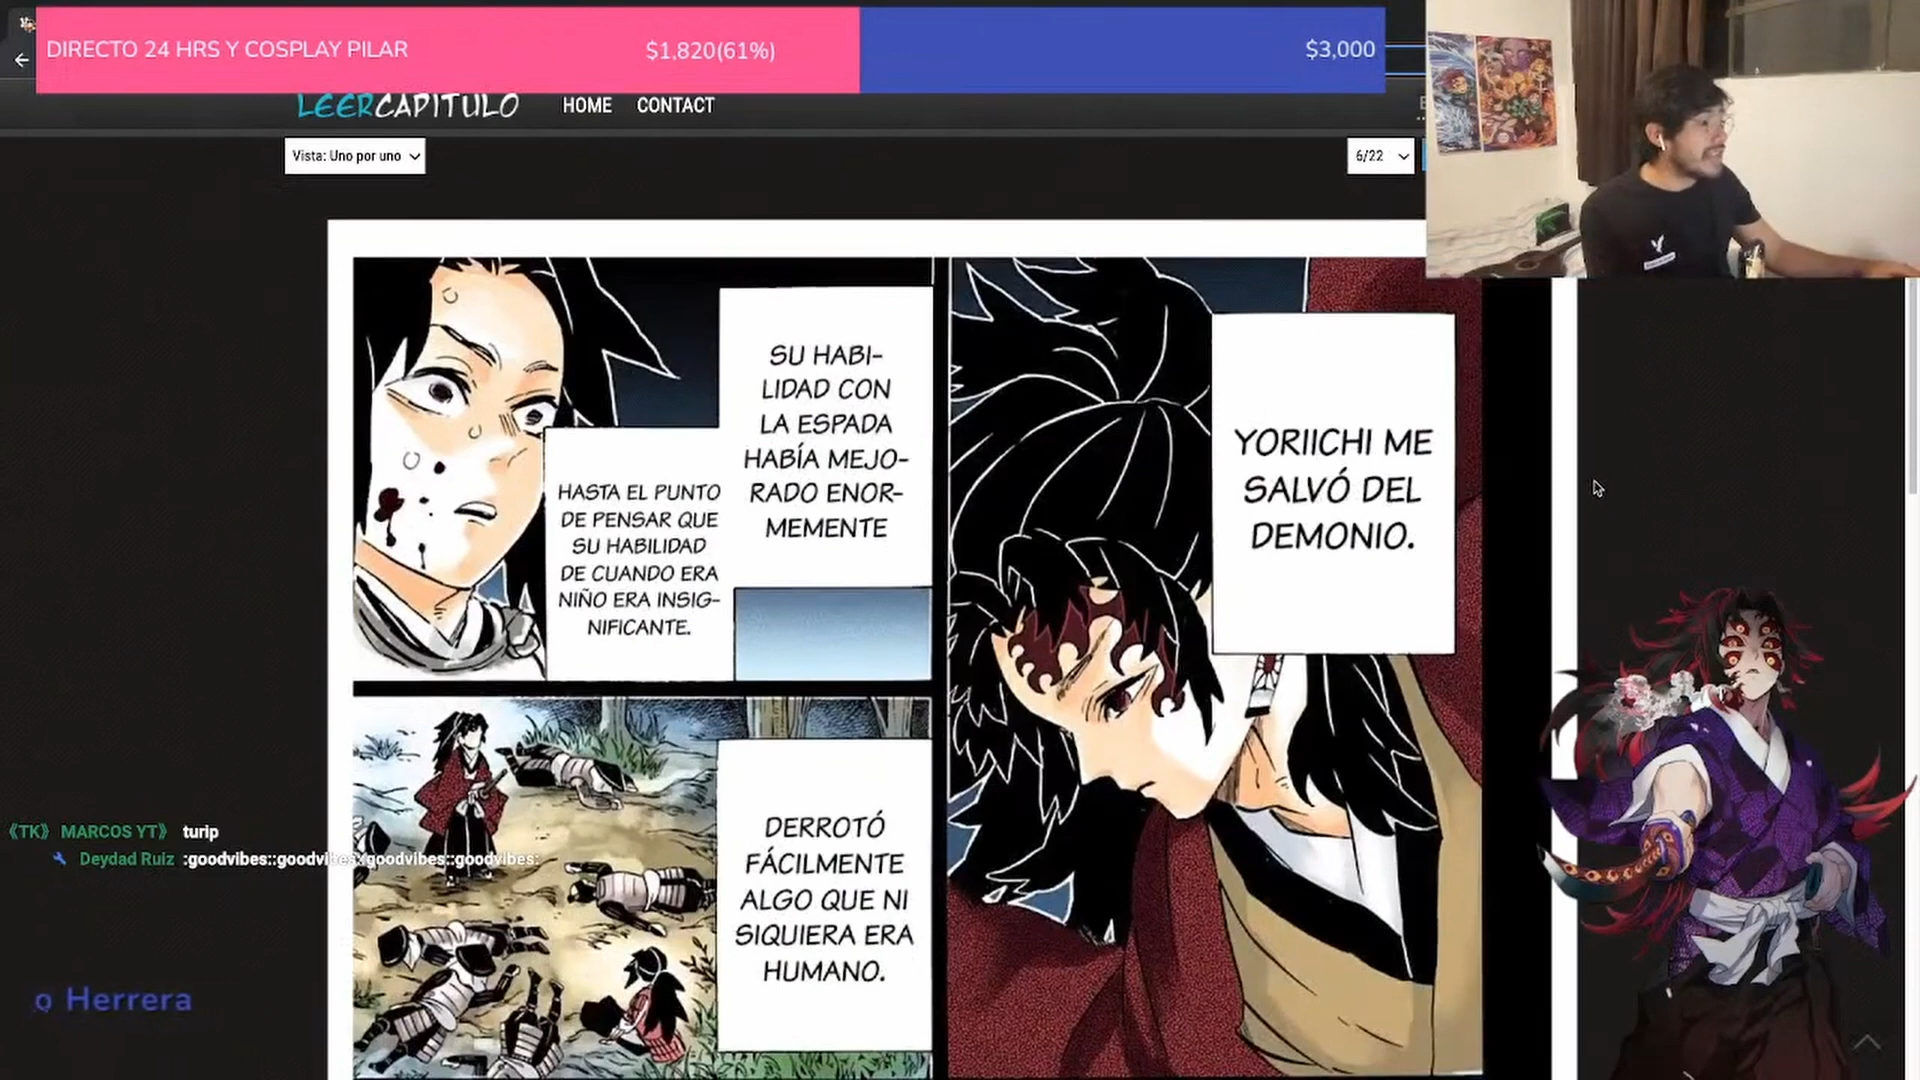 DIRECTO 24 HRS Y COSPLAY PILAR
$1,820(61%)
$3,000
LEERCAPITULO
HOME
CONTACT
Vista: Uno por uno
6/22
YORIICHI ME
SALVÓ DEL
DEMONIO.
SU HABI-
LIDAD CON
LA ESPADA
HABÍA MEJO-
RADO ENOR-
MEMENTE
HASTA EL PUNTO
DE PENSAR QUE
SU HABILIDAD
DE CUANDO ERA
NIÑO ERA INSIG-
NIFICANTE.
DERROTÓ
FÁCILMENTE
ALGO QUE NI
SIQUIERA ERA
HUMANO.
《TK》 MARCOS YT》 turip
Deydad Ruiz :goodvibes::goodvibes::goodvibes::goodvibes:
o Herrera